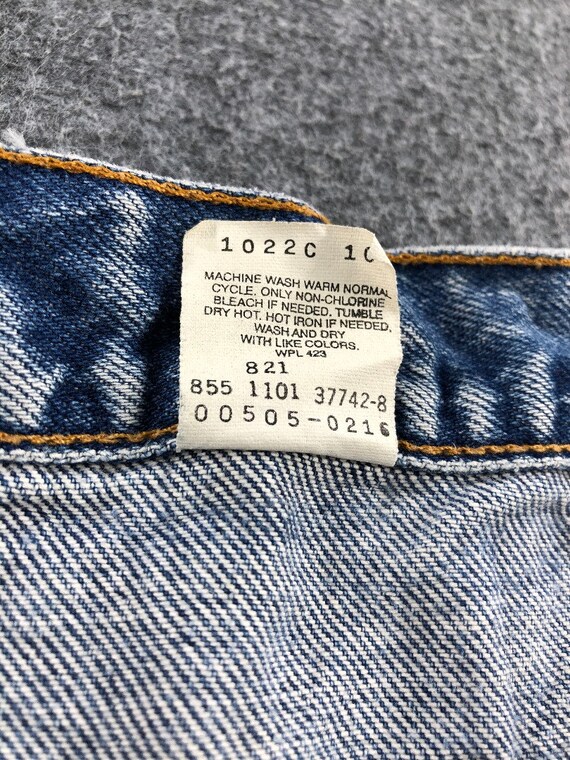 1022C 10
MACHINE WASH WARM NORMAL
CYCLE. ONLY NON-CHLORINE
BLEACH IF NEEDED. TUMBLE
DRY HOT. HOT IRON IF NEEDED.
WASH AND DRY
WITH LIKE COLORS.
WPL 423
821
855 1101 37742-8
00505-0216